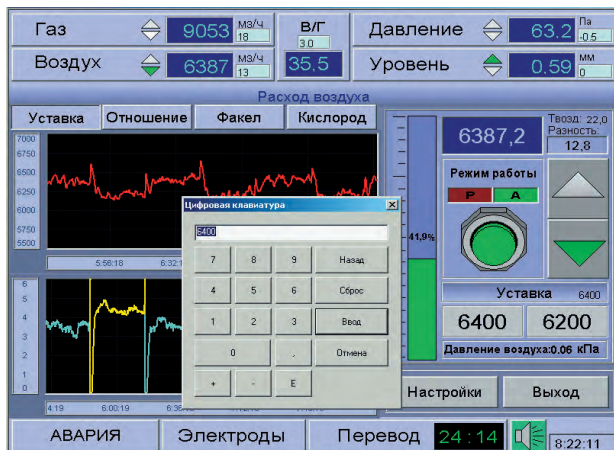 Газ 9053 м3/ч 18 В/Г 3.0 Давление 63.2 Па -0.5
Воздух 6387 м3/ч 13 35,5 Уровень 0.59 мм 0
Расход воздуха
Уставка Отношение Факел Кислород
7000
6750
6500
6250
6000
5750
5500
5:56:18 6:32:1
6
5
4
3
2
1
0
4:19 6:00:19
Цифровая клавиатура
6400
7 8 9 Назад
4 5 6 Сброс
1 2 3 Ввод
0 . Отмена
+ - E
41,9%
6387,2
Твозд: 22,0
Разность:
12,8
Режим работы
Р А
Уставка 6400
6400 6200
Давление воздуха:0.06 кПа
Настройки Выход
АВАРИЯ Электроды Перевод 24:14 8:22:11